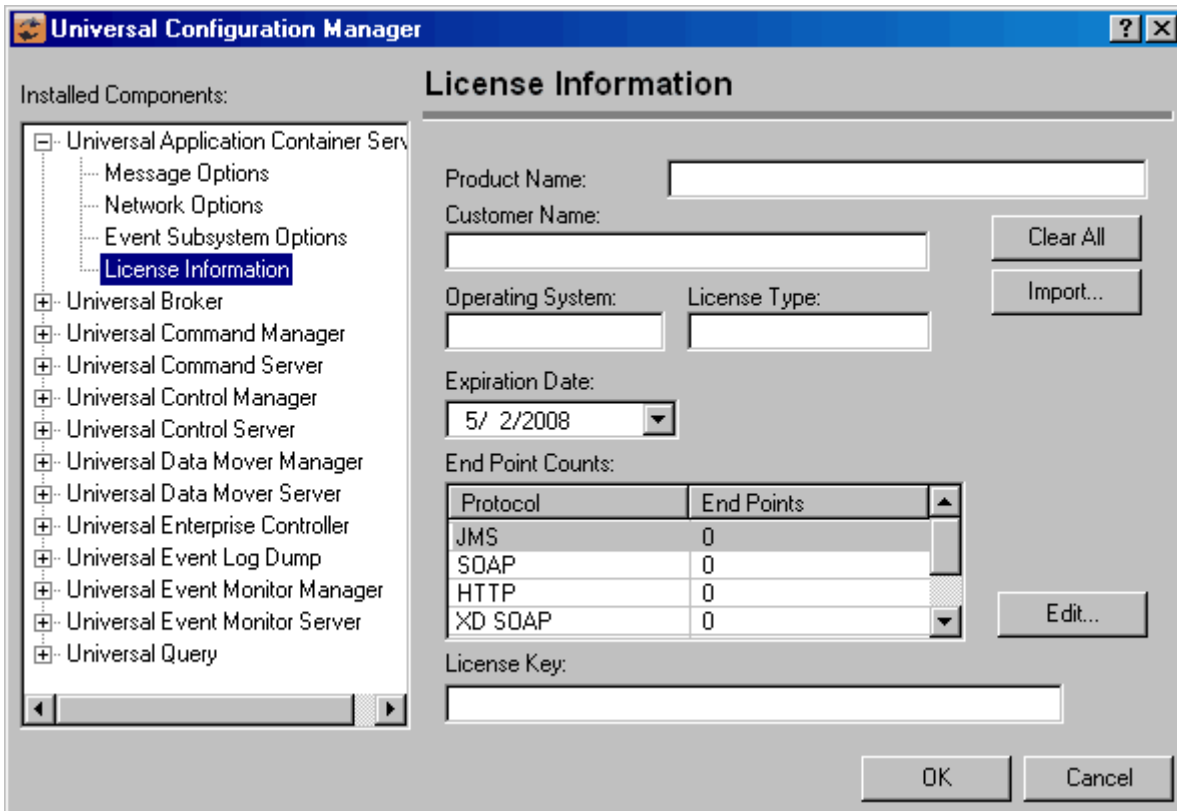 Universal Configuration Manager
Installed Components:
Universal Application Container Serv
Message Options
Network Options
Event Subsystem Options
License Information
Universal Broker
Universal Command Manager
Universal Command Server
Universal Control Manager
Universal Control Server
Universal Data Mover Manager
Universal Data Mover Server
Universal Enterprise Controller
Universal Event Log Dump
Universal Event Monitor Manager
Universal Event Monitor Server
Universal Query
License Information
Product Name:
Customer Name:
Clear All
Import...
Operating System: License Type:
Expiration Date:
5/ 2/2008
End Point Counts:
Protocol End Points
JMS 0
SOAP 0
HTTP 0
XD SOAP 0
Edit...
License Key:
OK Cancel